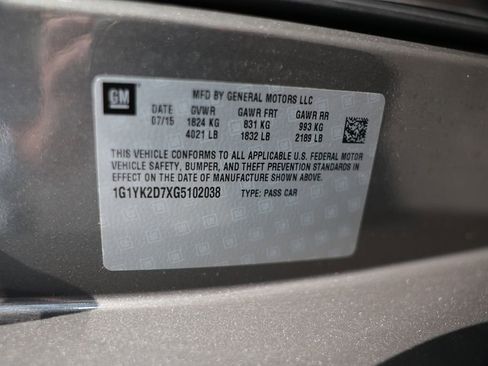 GM
MFD BY GENERAL MOTORS LLC
DATE GVWR GAWR FRT GAWR RR
07/15 1824 KG 831 KG 993 KG
4021 LB 1832 LB 2189 LB
THIS VEHICLE CONFORMS TO ALL APPLICABLE U.S. FEDERAL MOTOR
VEHICLE SAFETY, BUMPER, AND THEFT PREVENTION STANDARDS IN
EFFECT ON THE DATE OF MANUFACTURE SHOWN ABOVE.
1G1YK2D7XG5102038 TYPE: PASS CAR